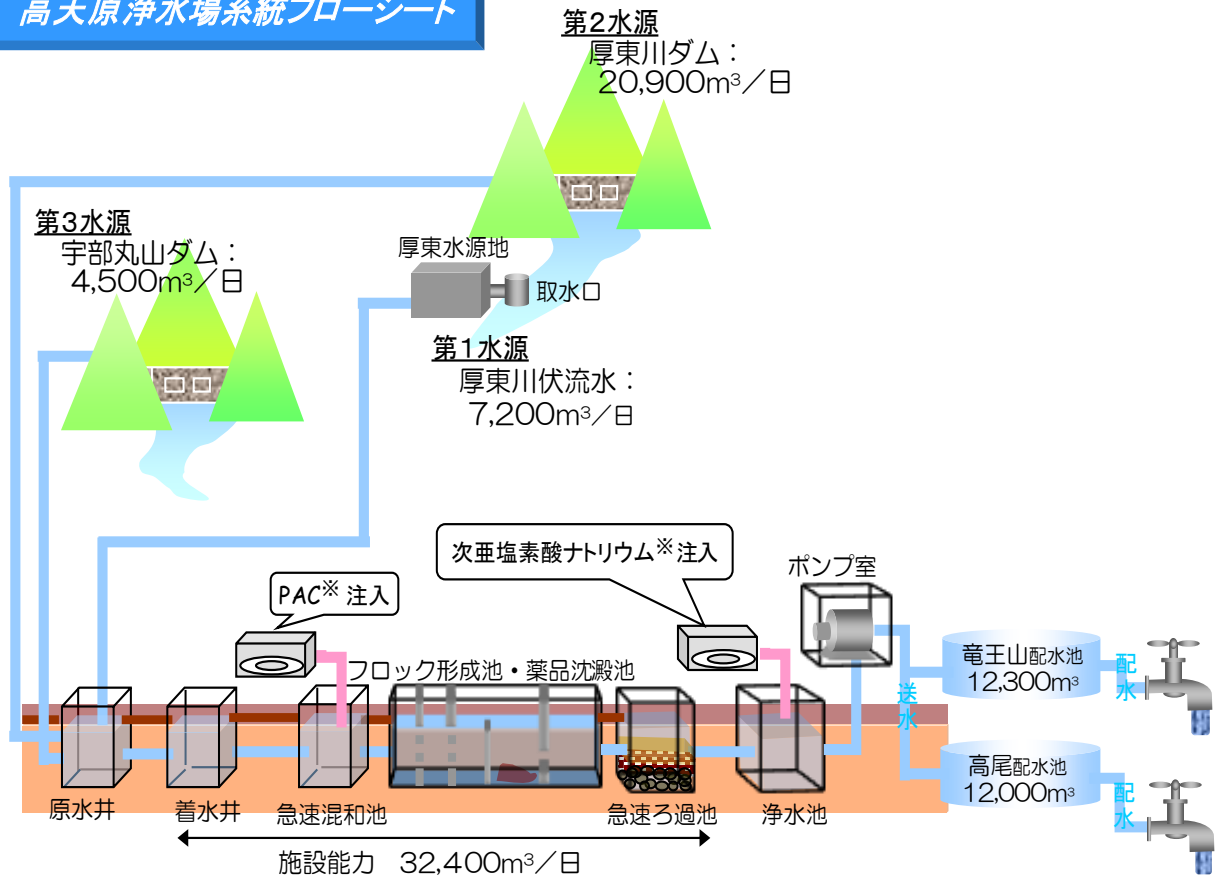 高天原浄水場系統フローシート
第2水源
厚東川ダム：
20,900m³／日
第3水源
宇部丸山ダム：
4,500m³／日
厚東水源地
取水口
第1水源
厚東川伏流水：
7,200m³／日
次亜塩素酸ナトリウム※注入
PAC※ 注入
ポンプ室
フロック形成池・薬品沈澱池
竜王山配水池
12,300m³
配水
送水
高尾配水池
12,000m³
配水
原水井
着水井
急速混和池
急速ろ過池
浄水池
施設能力 32,400m³／日